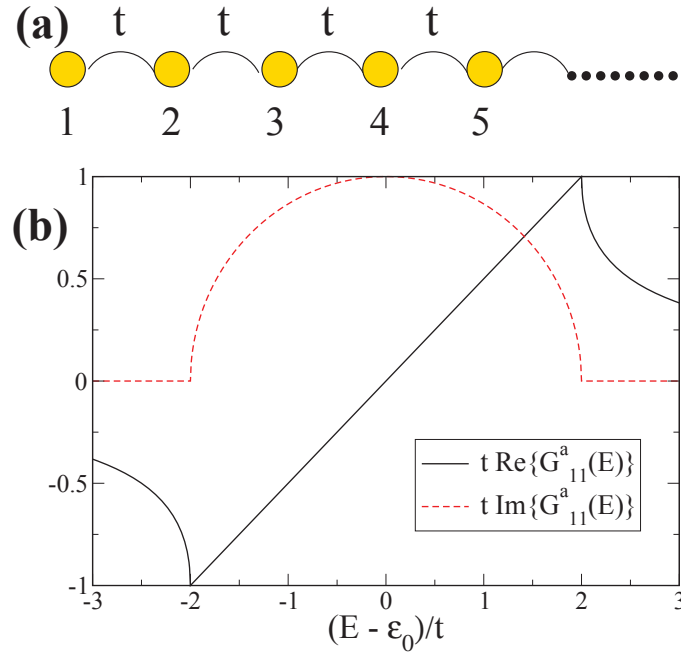 (a) t t t t
1 2 3 4 5
(b)
1
0.5
0
-0.5
-1
t Re{G^a_11(E)}
t Im{G^a_11(E)}
-3 -2 -1 0 1 2 3
(E - ε_0)/t